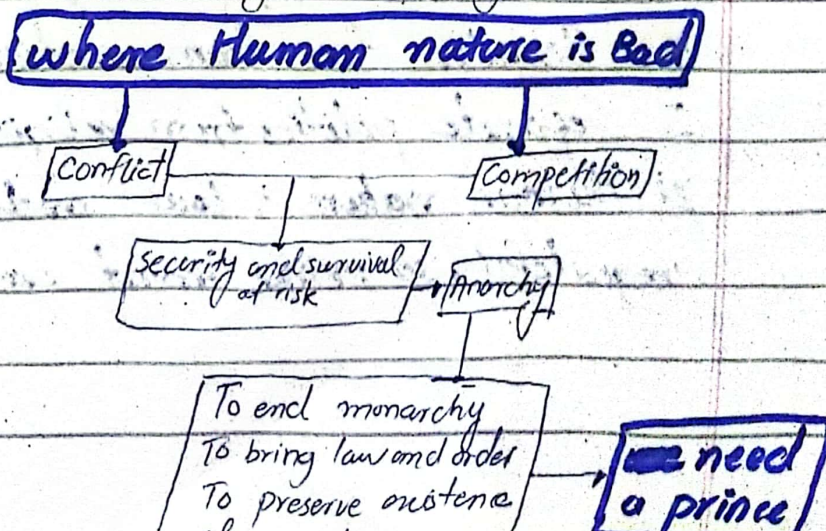 where Human nature is Bad
Conflict
Competition
Security and survival
at risk
Anarchy
To end monarchy
To bring law and order
To preserve existence
need
a prince